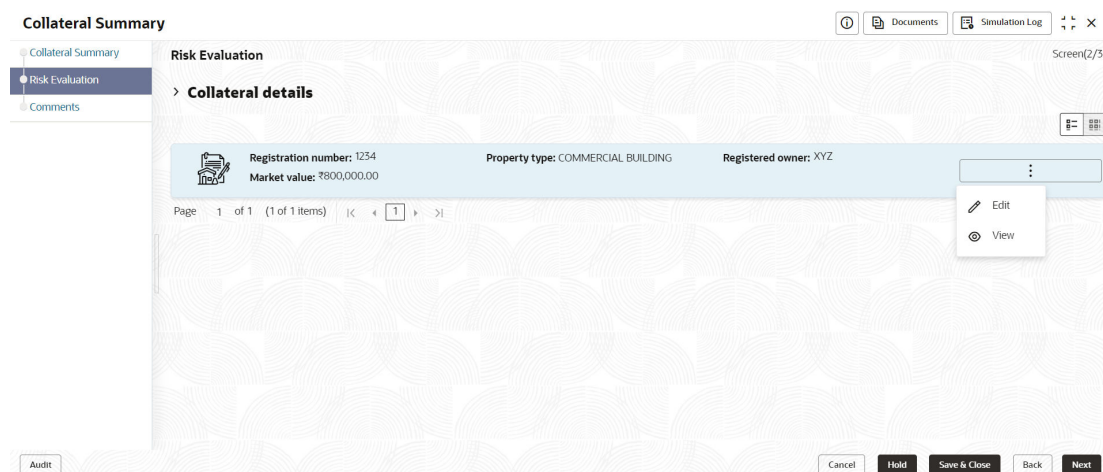 Collateral Summary
Documents
Simulation Log
Collateral Summary
Risk Evaluation
Comments
Risk Evaluation
Screen(2/3
Collateral details
Registration number: 1234
Property type: COMMERCIAL BUILDING
Registered owner: XYZ
Market value: ₹800,000.00
Page 1 of 1 (1 of 1 items) 1
Edit
View
Audit
Cancel
Hold
Save & Close
Back
Next